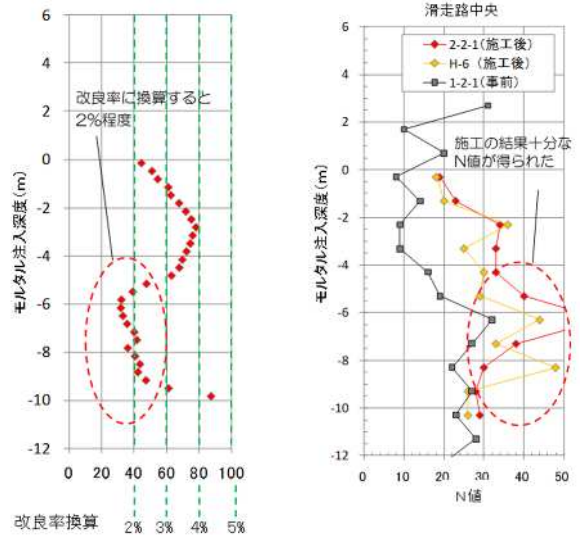 滑走路中央
6
4
2
0
-2
-4
-6
-8
-10
-12
モルタル注入深度(m)
改良率に換算すると
2%程度
0 20 40 60 80 100
改良率換算 2% 3% 4% 5%
6
4
2
0
-2
-4
-6
-8
-10
-12
モルタル注入深度(m)
2-2-1(施工後)
H-6 (施工後)
1-2-1(事前)
施工の結果十分な
N値が得られた
0 10 20 30 40 50
N値